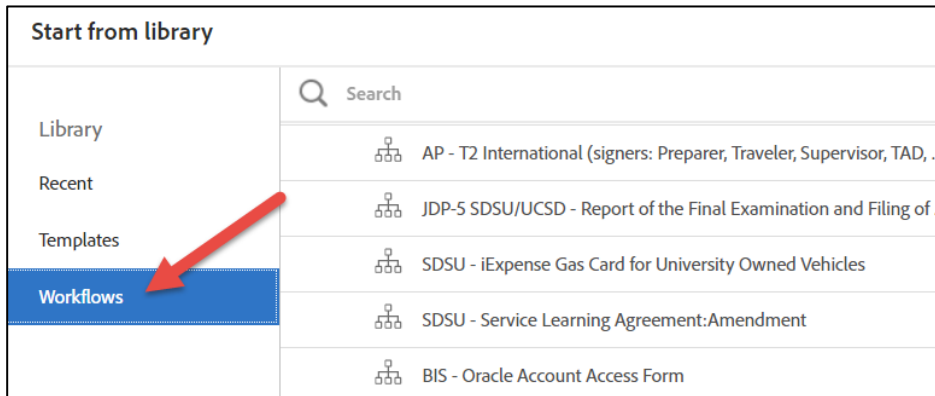 Start from library
Library
Recent
Templates
Workflows
Search
AP - T2 International (signers: Preparer, Traveler, Supervisor, TAD, .
JDP-5 SDSU/UCSD - Report of the Final Examination and Filing of
SDSU - iExpense Gas Card for University Owned Vehicles
SDSU - Service Learning Agreement:Amendment
BIS - Oracle Account Access Form